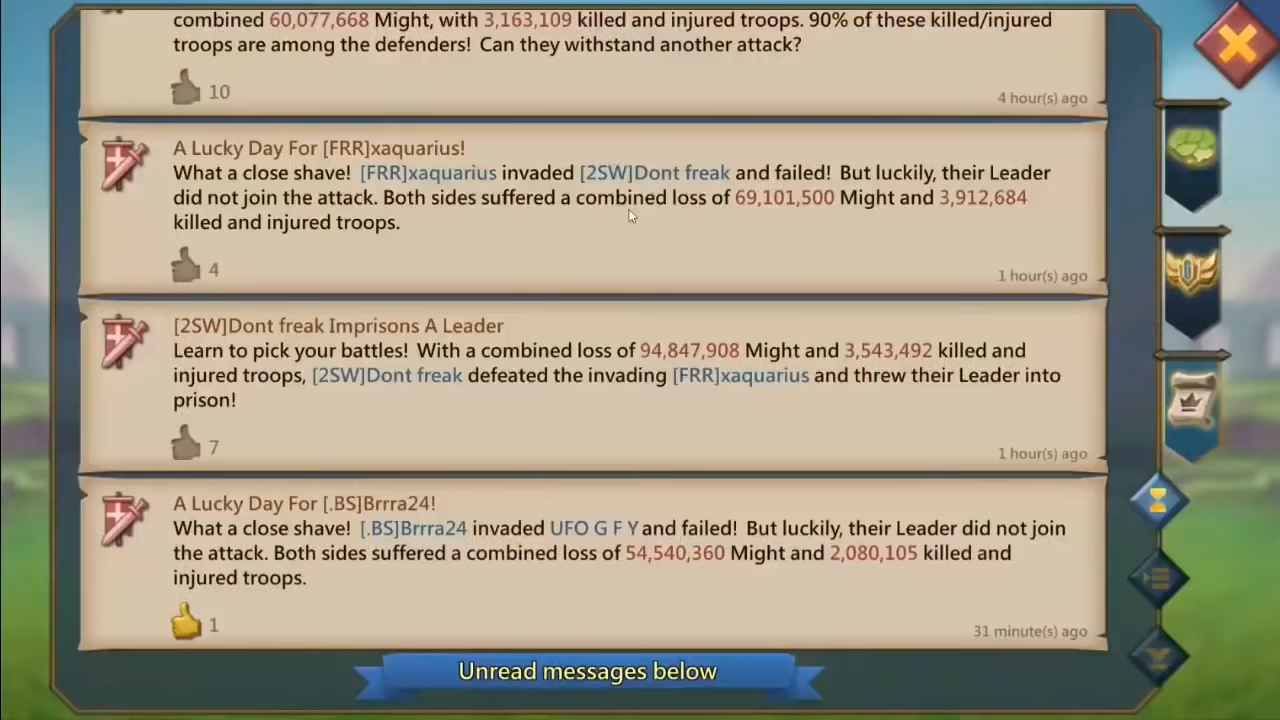 combined 60,077,668 Might, with 3,163,109 killed and injured troops. 90% of these killed/injured
troops are among the defenders! Can they withstand another attack?
10
4 hour(s) ago
A Lucky Day For [FRR]xaquarius!
What a close shave! [FRR]xaquarius invaded [2SW]Dont freak and failed! But luckily, their Leader
did not join the attack. Both sides suffered a combined loss of 69,101,500 Might and 3,912,684
killed and injured troops.
4
1 hour(s) ago
[2SW]Dont freak Imprisons A Leader
Learn to pick your battles! With a combined loss of 94,847,908 Might and 3,543,492 killed and
injured troops, [2SW]Dont freak defeated the invading [FRR]xaquarius and threw their Leader into
prison!
7
1 hour(s) ago
A Lucky Day For [.BS]Brrra24!
What a close shave! [.BS]Brrra24 invaded UFO G F Y and failed! But luckily, their Leader did not join
the attack. Both sides suffered a combined loss of 54,540,360 Might and 2,080,105 killed and
injured troops.
1
31 minute(s) ago
Unread messages below